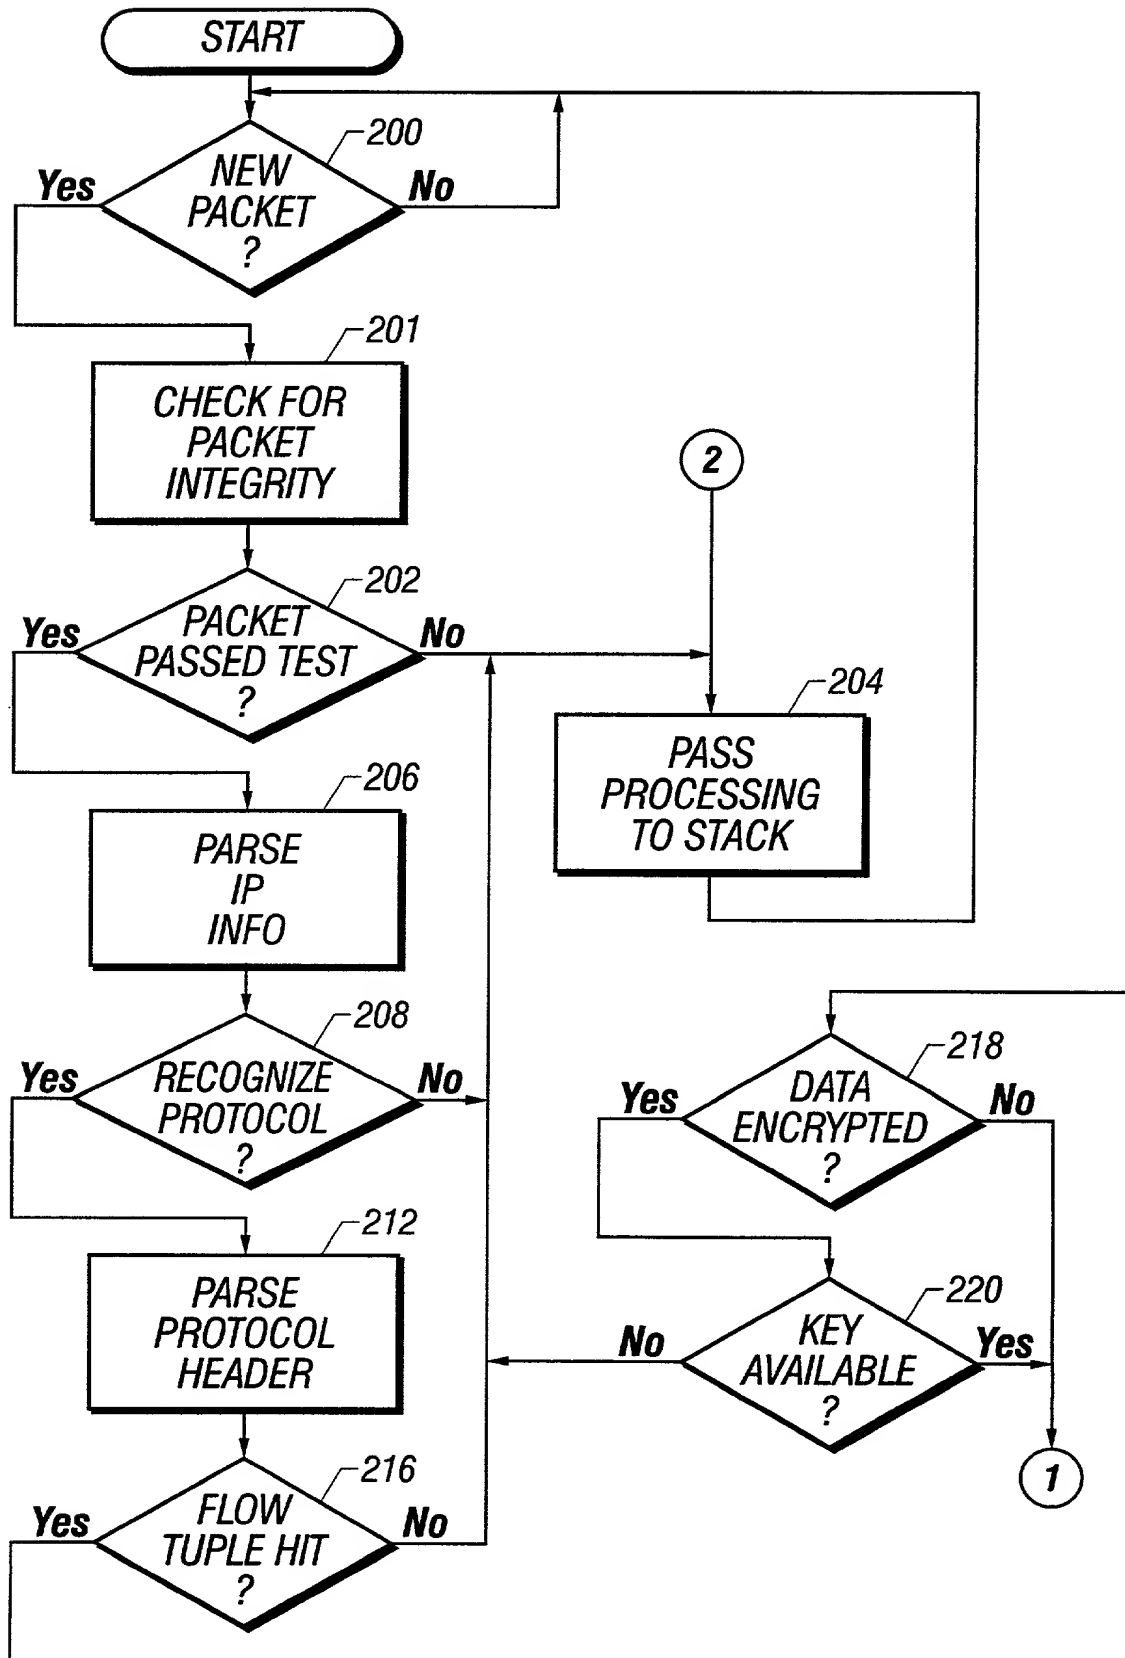 START
200
NEW
PACKET
?
Yes
No
201
CHECK FOR
PACKET
INTEGRITY
2
202
PACKET
PASSED TEST
?
Yes
No
204
PASS
PROCESSING
TO STACK
206
PARSE
IP
INFO
208
RECOGNIZE
PROTOCOL
?
Yes
No
212
PARSE
PROTOCOL
HEADER
216
FLOW
TUPLE HIT
?
Yes
No
218
DATA
ENCRYPTED
?
Yes
No
220
KEY
AVAILABLE
?
No
Yes
1